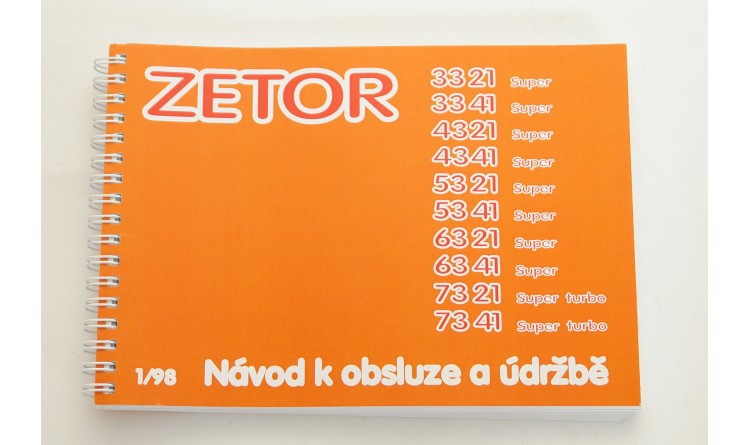 ZETOR
3321 Super
3341 Super
4321 Super
4341 Super
5321 Super
5341 Super
6321 Super
6341 Super
7321 Super turbo
7341 Super turbo
1/98 Návod k obsluze a údržbě